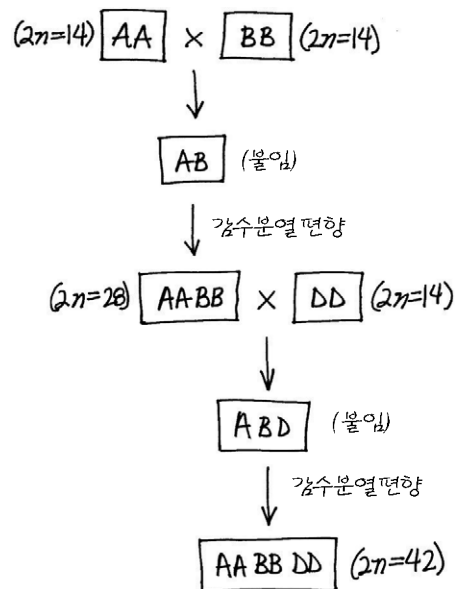 (2n=14) AA × BB (2n=14)
AB (불임)
감수분열 편향
(2n=28) AABB × DD (2n=14)
ABD (불임)
감수분열 편향
AABBDD (2n=42)